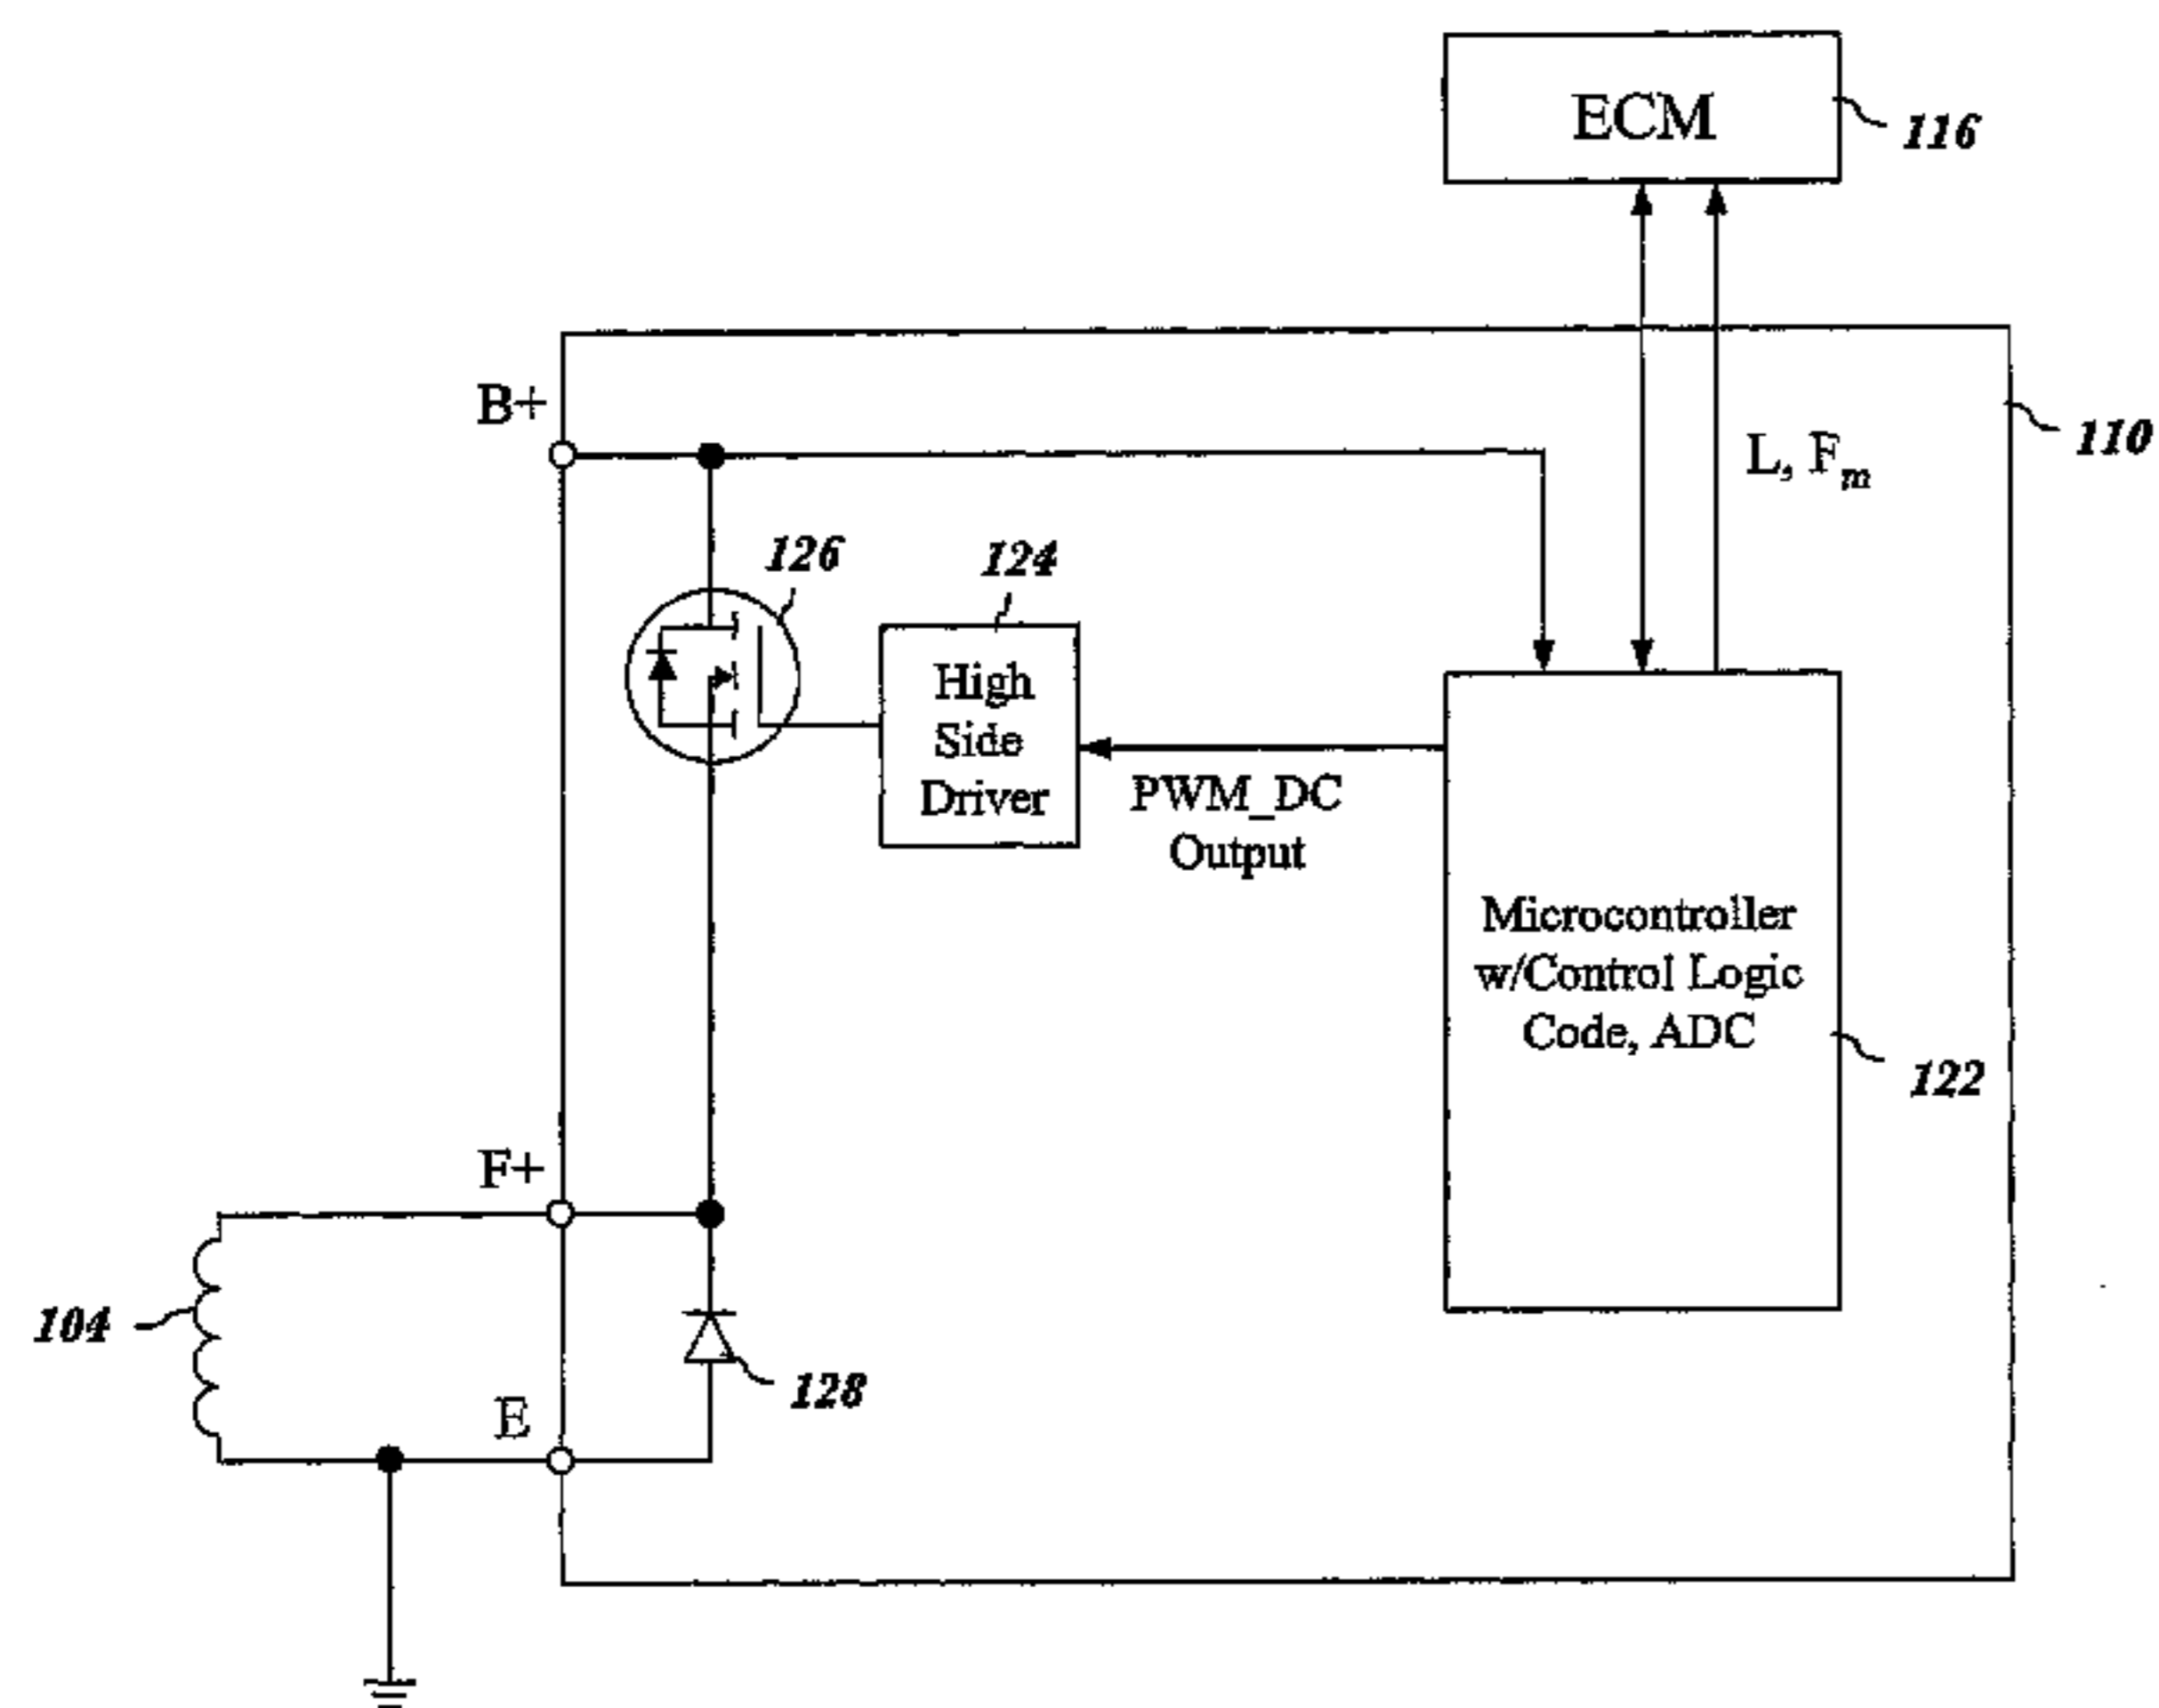 ECM
116
B+
110
L, Fm
126
124
High
Side
Driver
PWM_DC
Output
Microcontroller
w/Control Logic
Code, ADC
122
F+
104
128
E